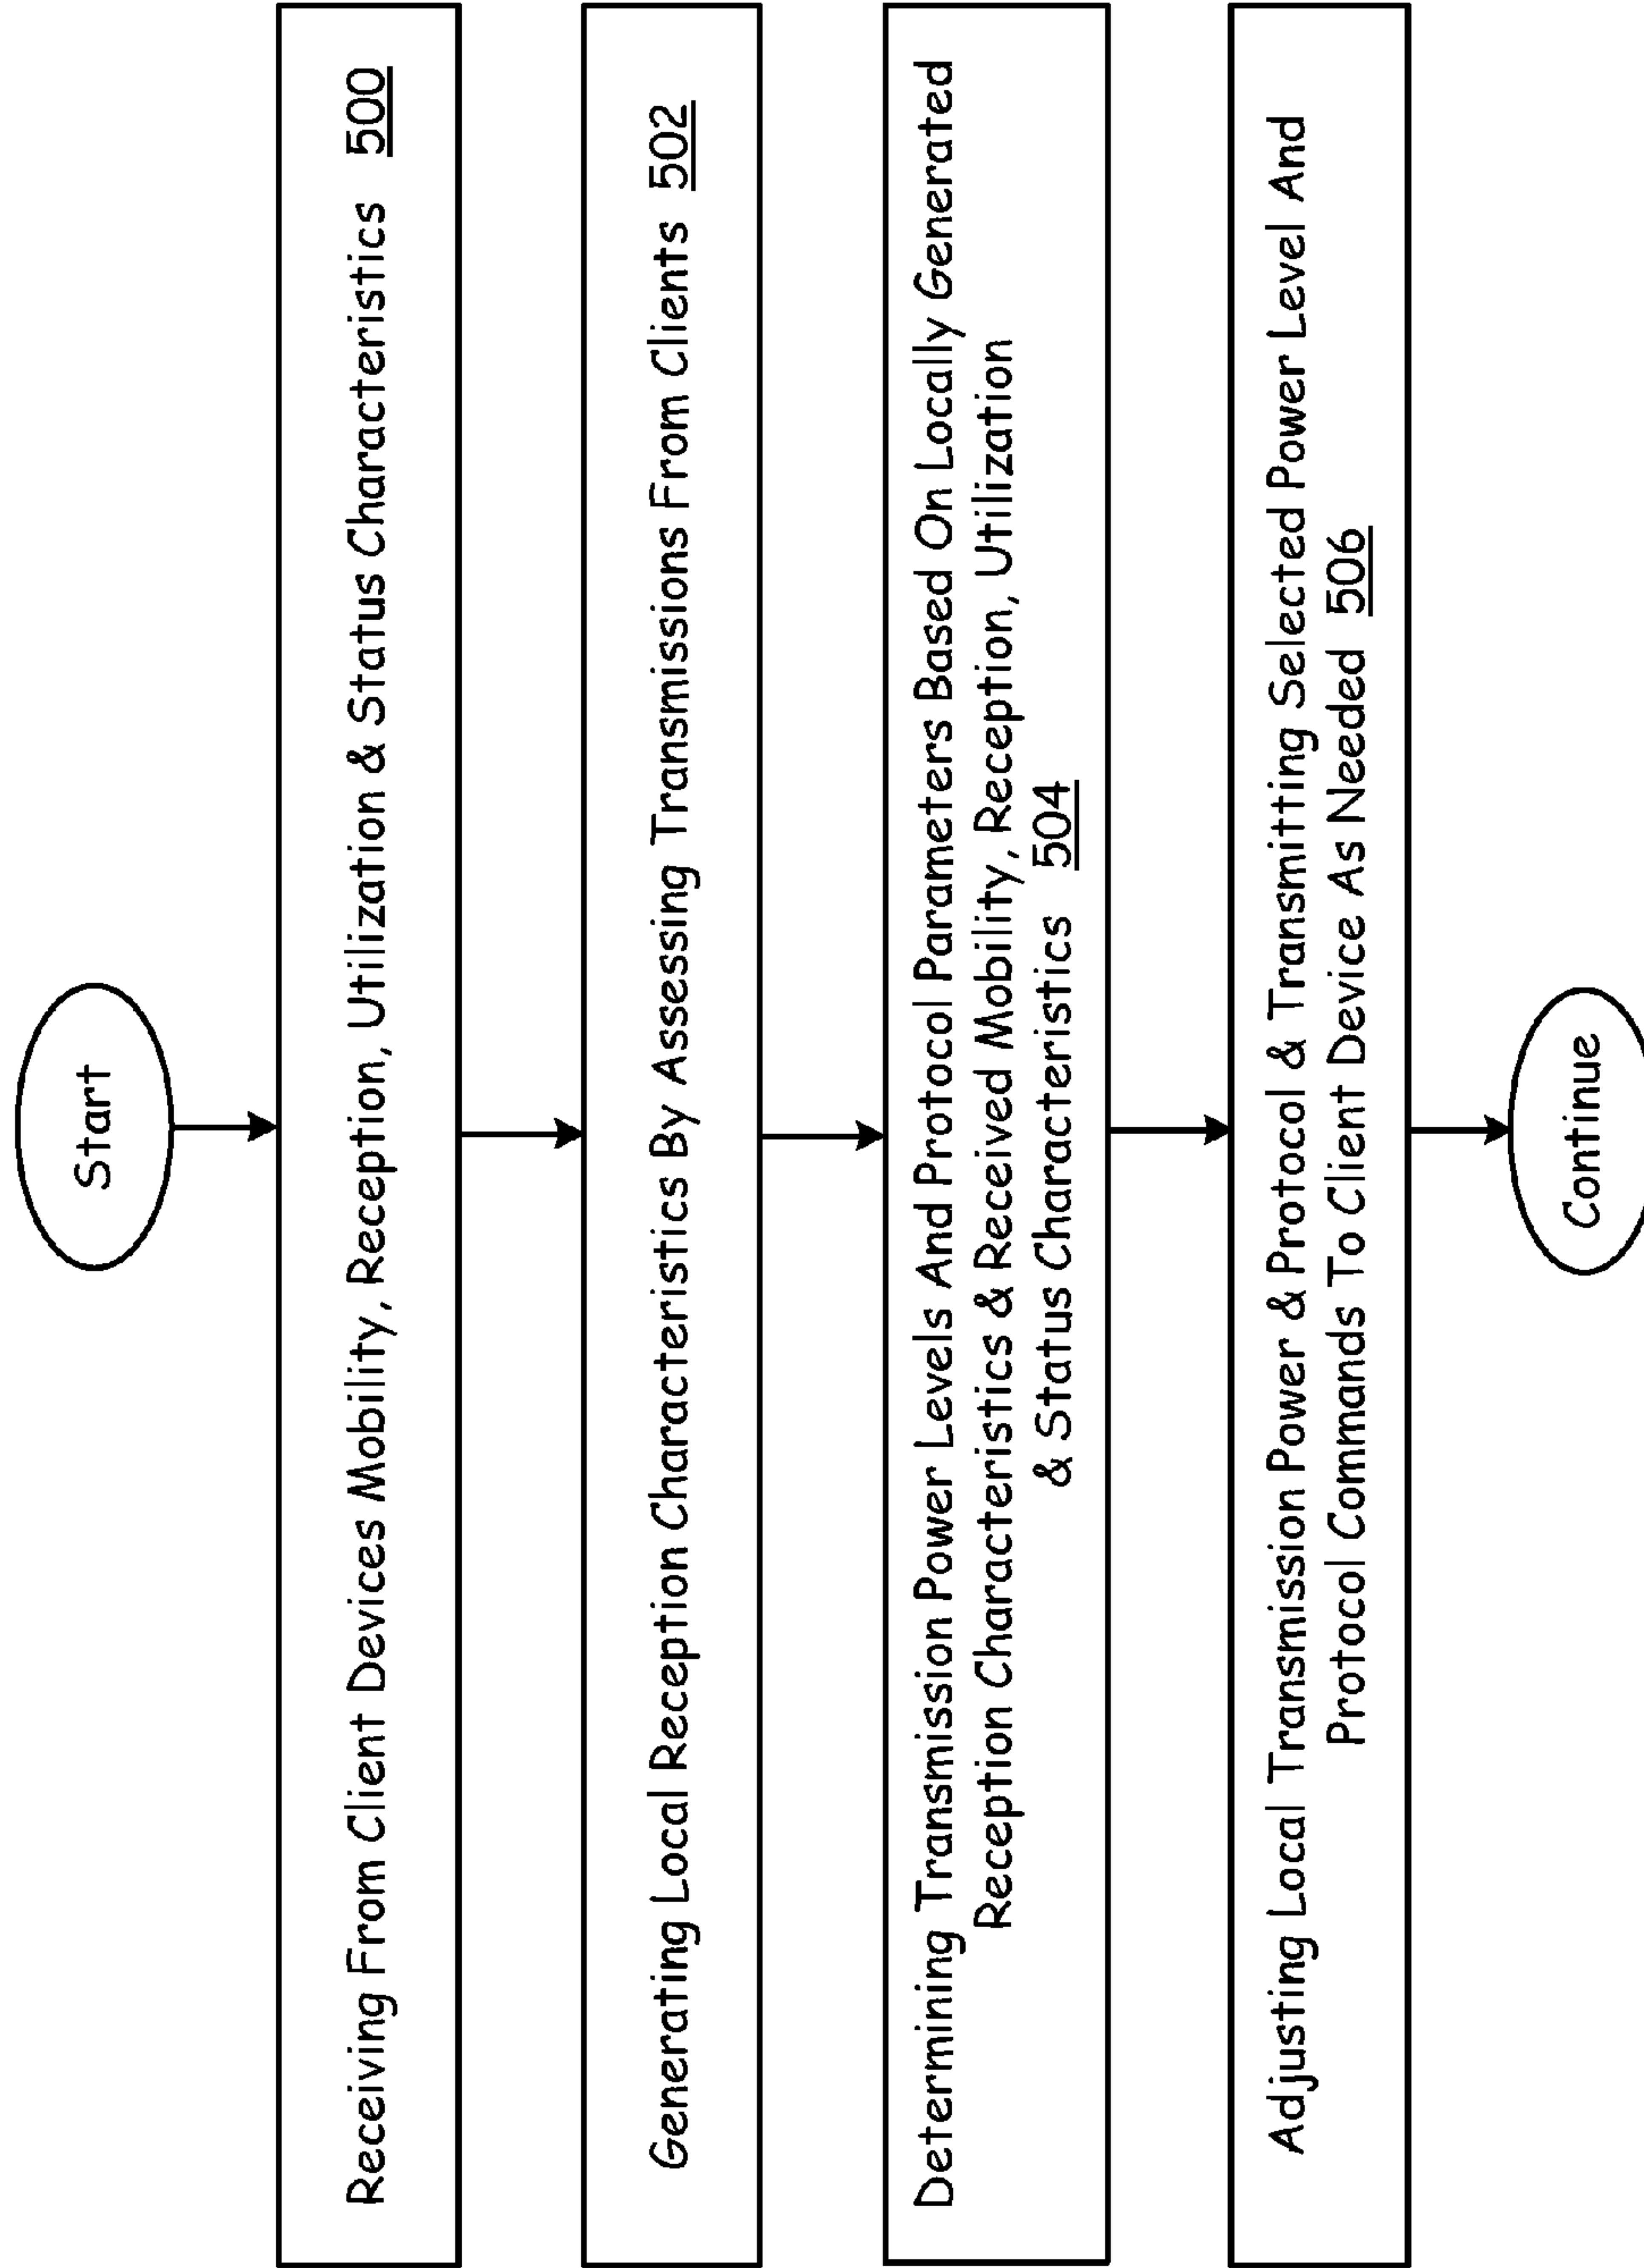 Start
Receiving From Client Devices Mobility, Reception, Utilization & Status Characteristics 500
Generating Local Reception Characteristics By Assessing Transmissions From Clients 502
Determining Transmission Power Levels And Protocol Parameters Based On Locally Generated
Reception Characteristics & Received Mobility, Reception, Utilization
& Status Characteristics 504
Adjusting Local Transmission Power & Protocol & Transmitting Selected Power Level And
Protocol Commands To Client Device As Needed 506
Continue